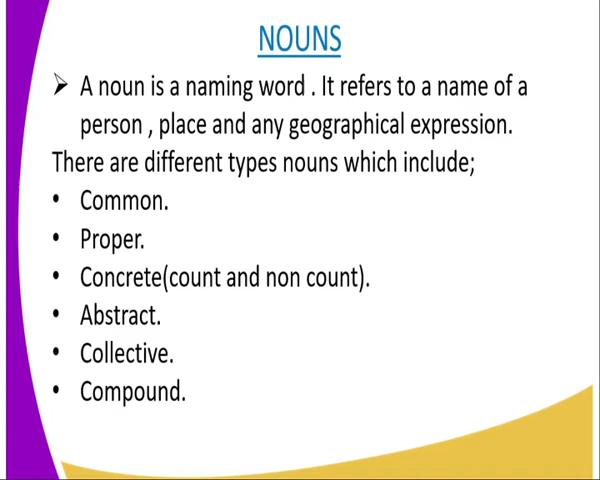 NOUNS
➢ A noun is a naming word . It refers to a name of a
person , place and any geographical expression.
There are different types nouns which include;
• Common.
• Proper.
• Concrete(count and non count).
• Abstract.
• Collective.
• Compound.